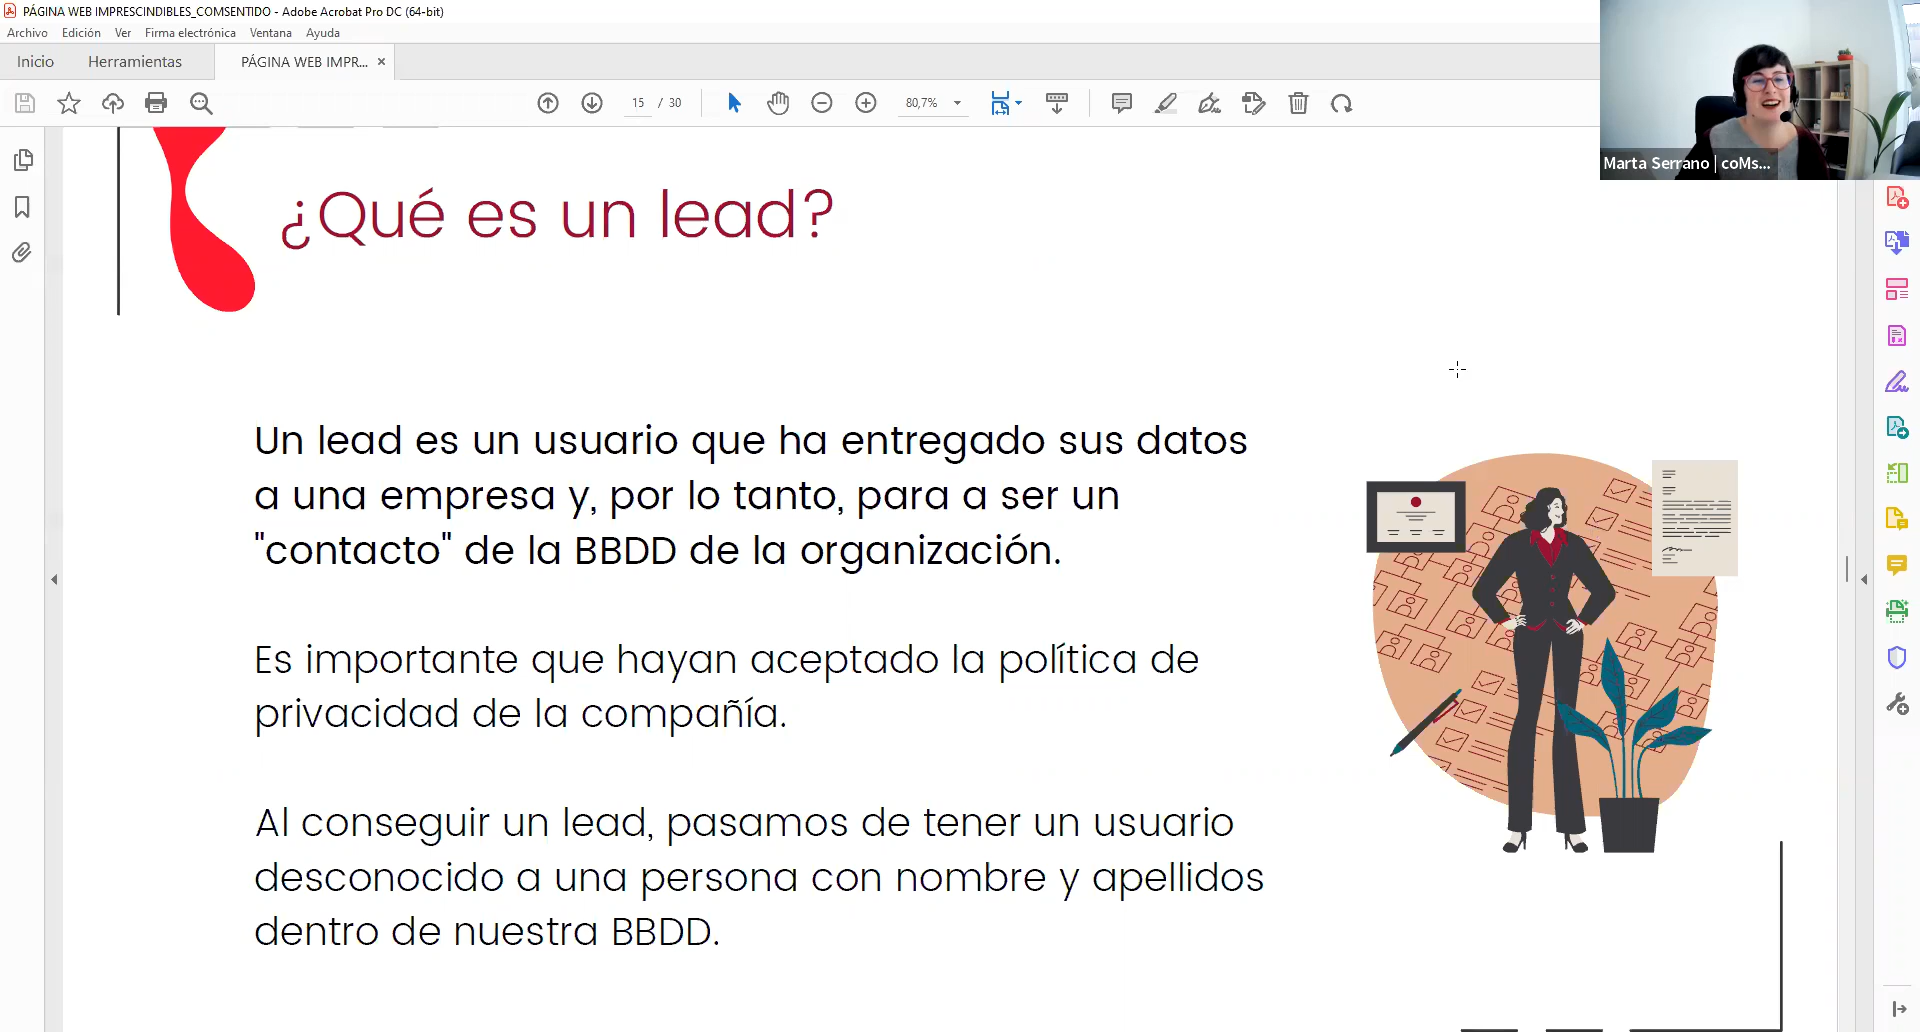 PÁGINA WEB IMPRESCINDIBLES_COMSENTIDO - Adobe Acrobat Pro DC (64-bit)
Archivo Edición Ver Firma electrónica Ventana Ayuda
Inicio Herramientas PÁGINA WEB IMPR... ×
15 / 30 80,7%
Marta Serrano | coMs...
¿Qué es un lead?
Un lead es un usuario que ha entregado sus datos
a una empresa y, por lo tanto, para a ser un
"contacto" de la BBDD de la organización.
Es importante que hayan aceptado la política de
privacidad de la compañía.
Al conseguir un lead, pasamos de tener un usuario
desconocido a una persona con nombre y apellidos
dentro de nuestra BBDD.